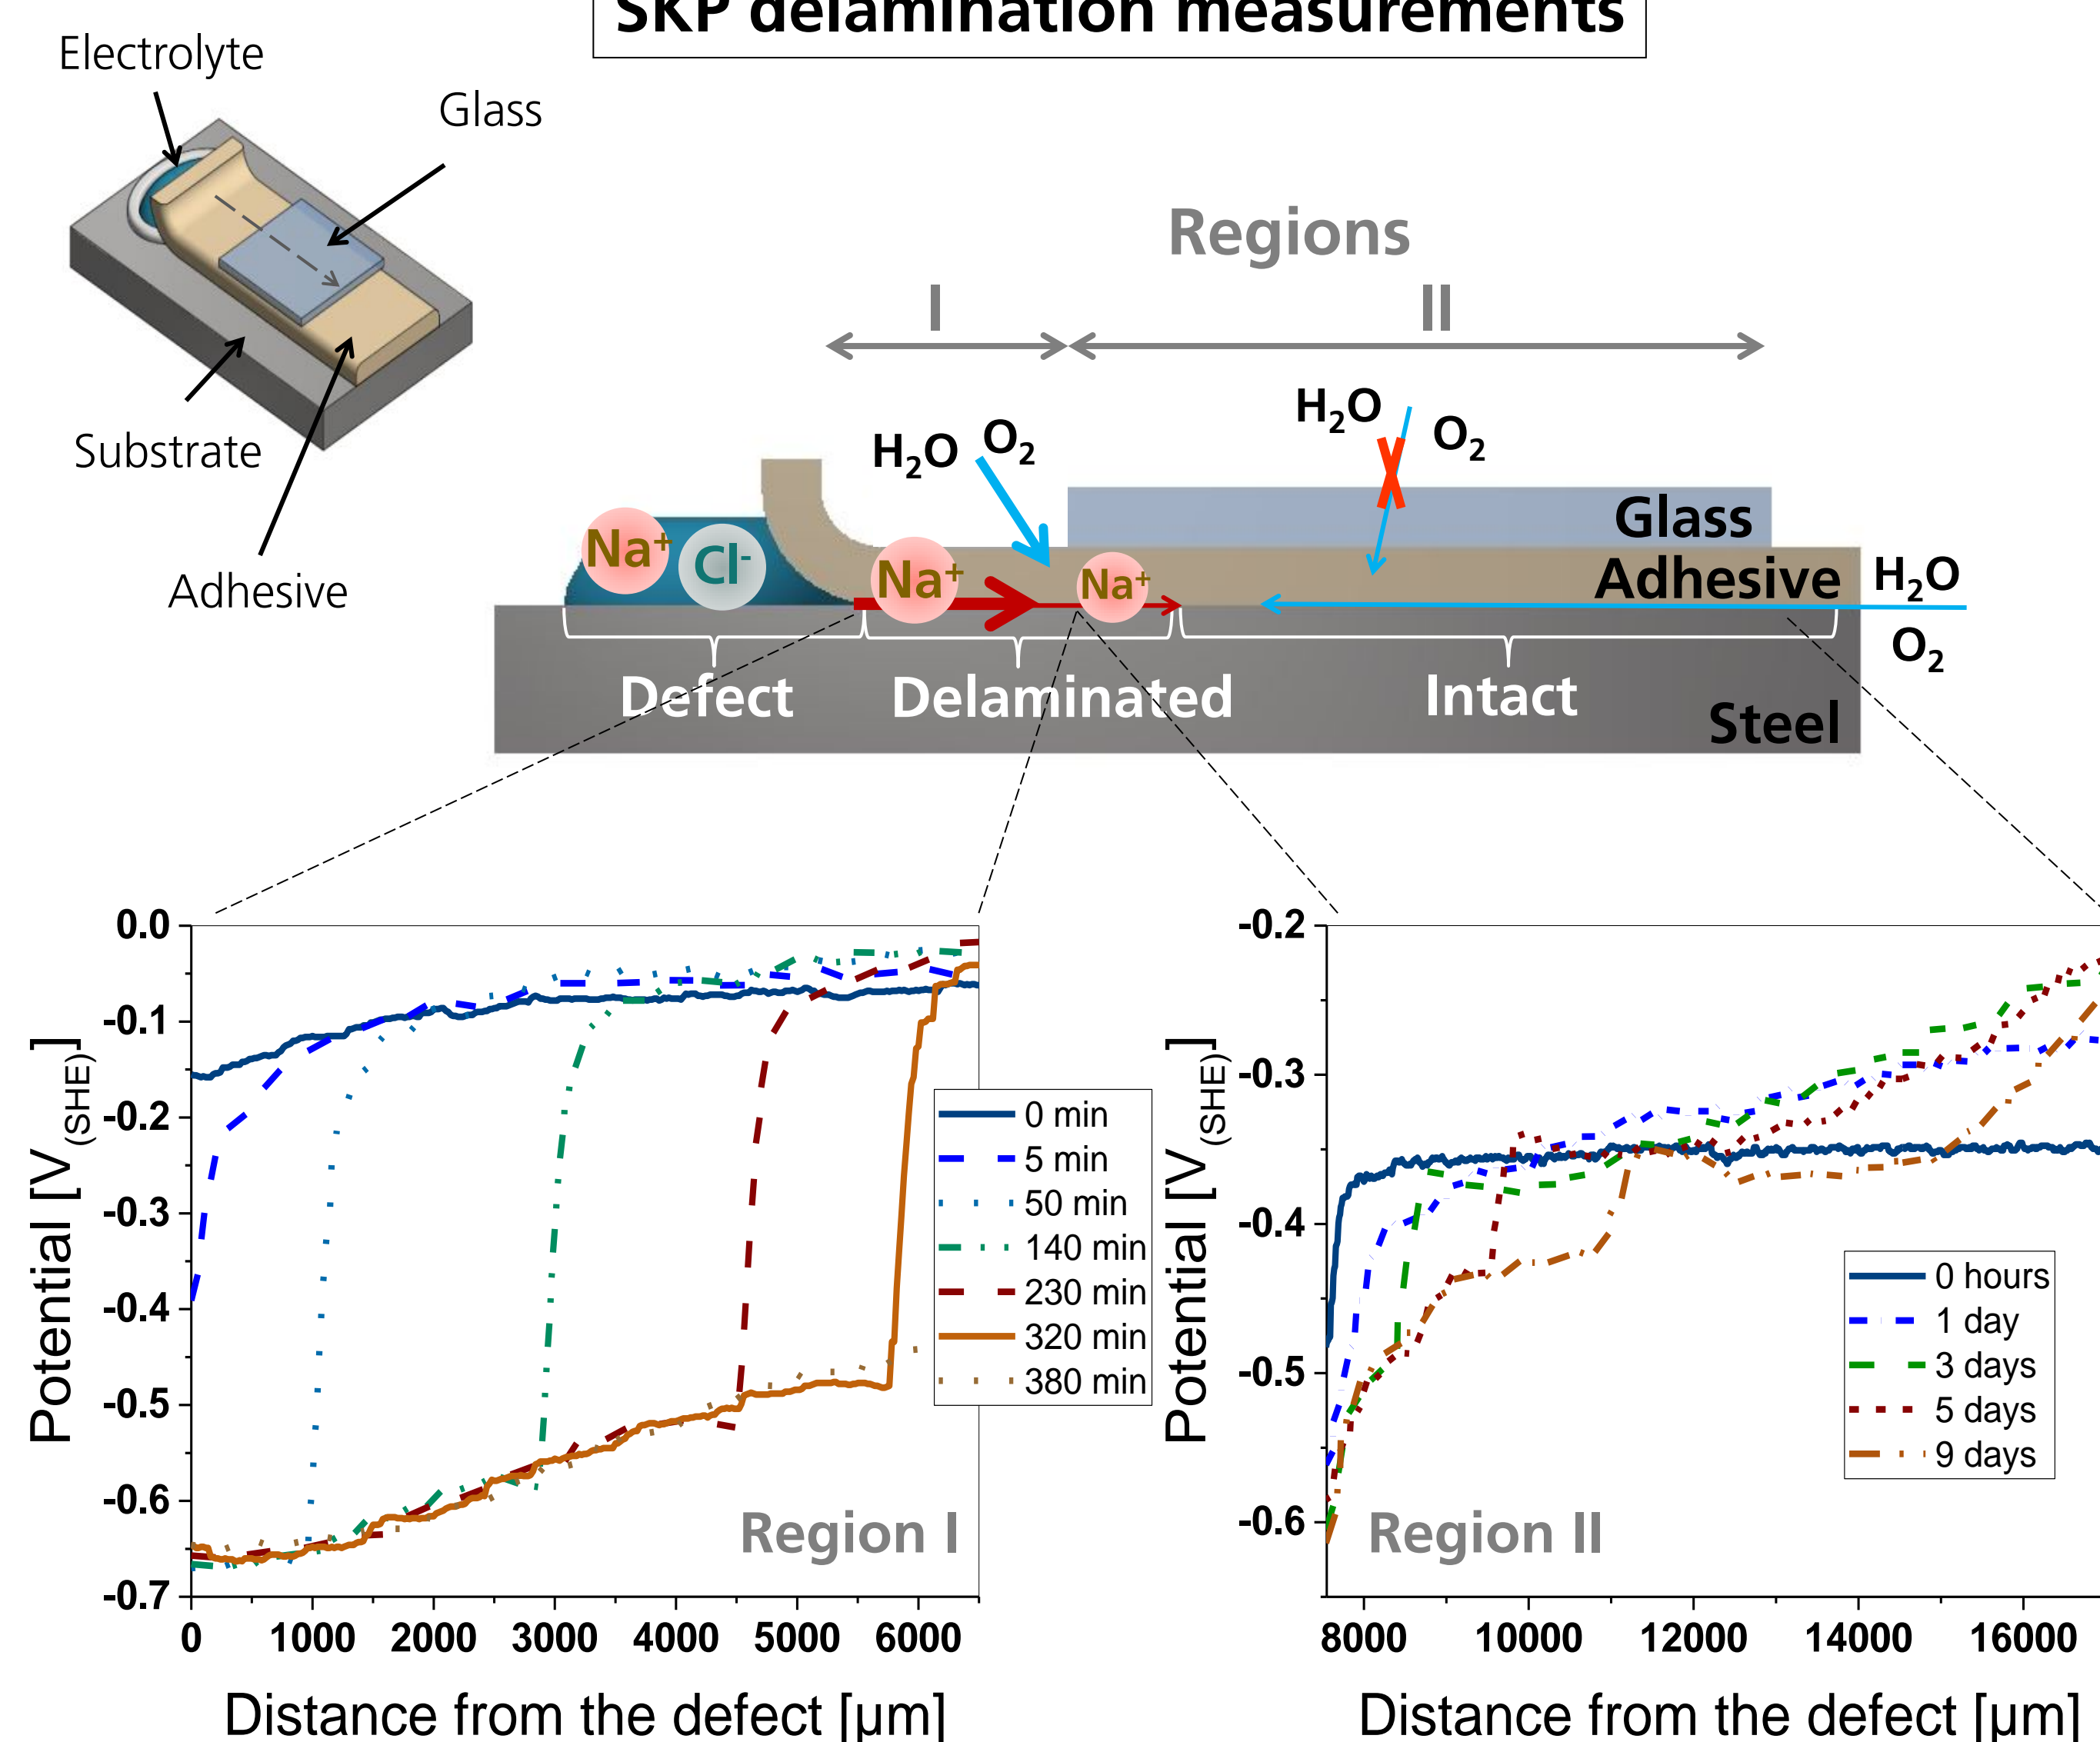 SKP delamination measurements
Electrolyte
Glass
Substrate
Adhesive
Regions
I
II
H₂O O₂
H₂O O₂
Glass
Adhesive
H₂O
O₂
Na⁺ Cl⁻ Na⁺ Na⁺
Defect
Delaminated
Intact
Steel
0.0
-0.1
-0.2
-0.3
-0.4
-0.5
-0.6
-0.7
Potential [V(SHE)]
0 min
5 min
50 min
140 min
230 min
320 min
380 min
Region I
0 1000 2000 3000 4000 5000 6000
Distance from the defect [µm]
-0.2
-0.3
-0.4
-0.5
-0.6
Potential [V(SHE)]
0 hours
1 day
3 days
5 days
9 days
Region II
8000 10000 12000 14000 16000
Distance from the defect [µm]